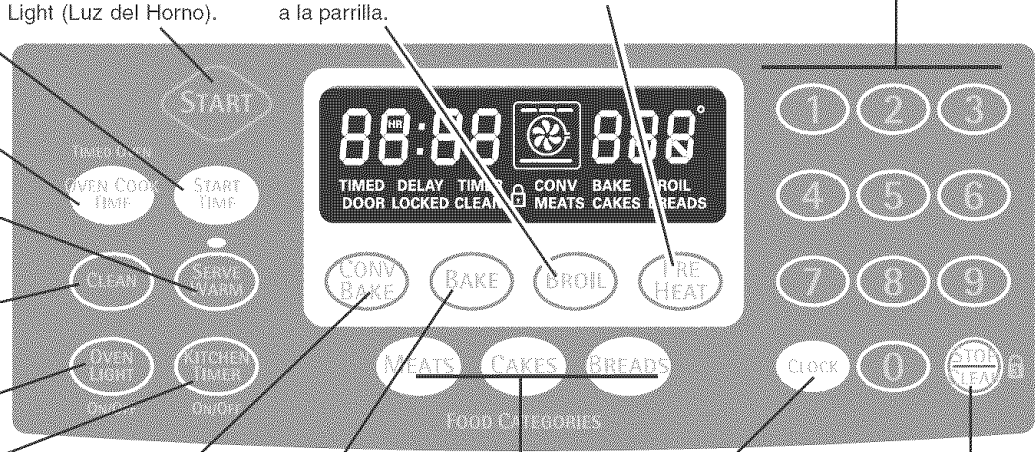 Light (Luz del Horno).
a la parrilla.
START
TIMED OVEN
OVEN COOK TIME
START TIME
CLEAN
SERVE WARM
OVEN LIGHT
ON/OFF
KITCHEN TIMER
ON/OFF
88:88
HR
888°
TIMED DELAY TIMER CONV BAKE BROIL
DOOR LOCKED CLEAN MEATS CAKES BREADS
CONV BAKE
BAKE
BROIL
PRE HEAT
MEATS
CAKES
BREADS
FOOD CATEGORIES
1 2 3
4 5 6
7 8 9
CLOCK
0
STOP
CLEAR